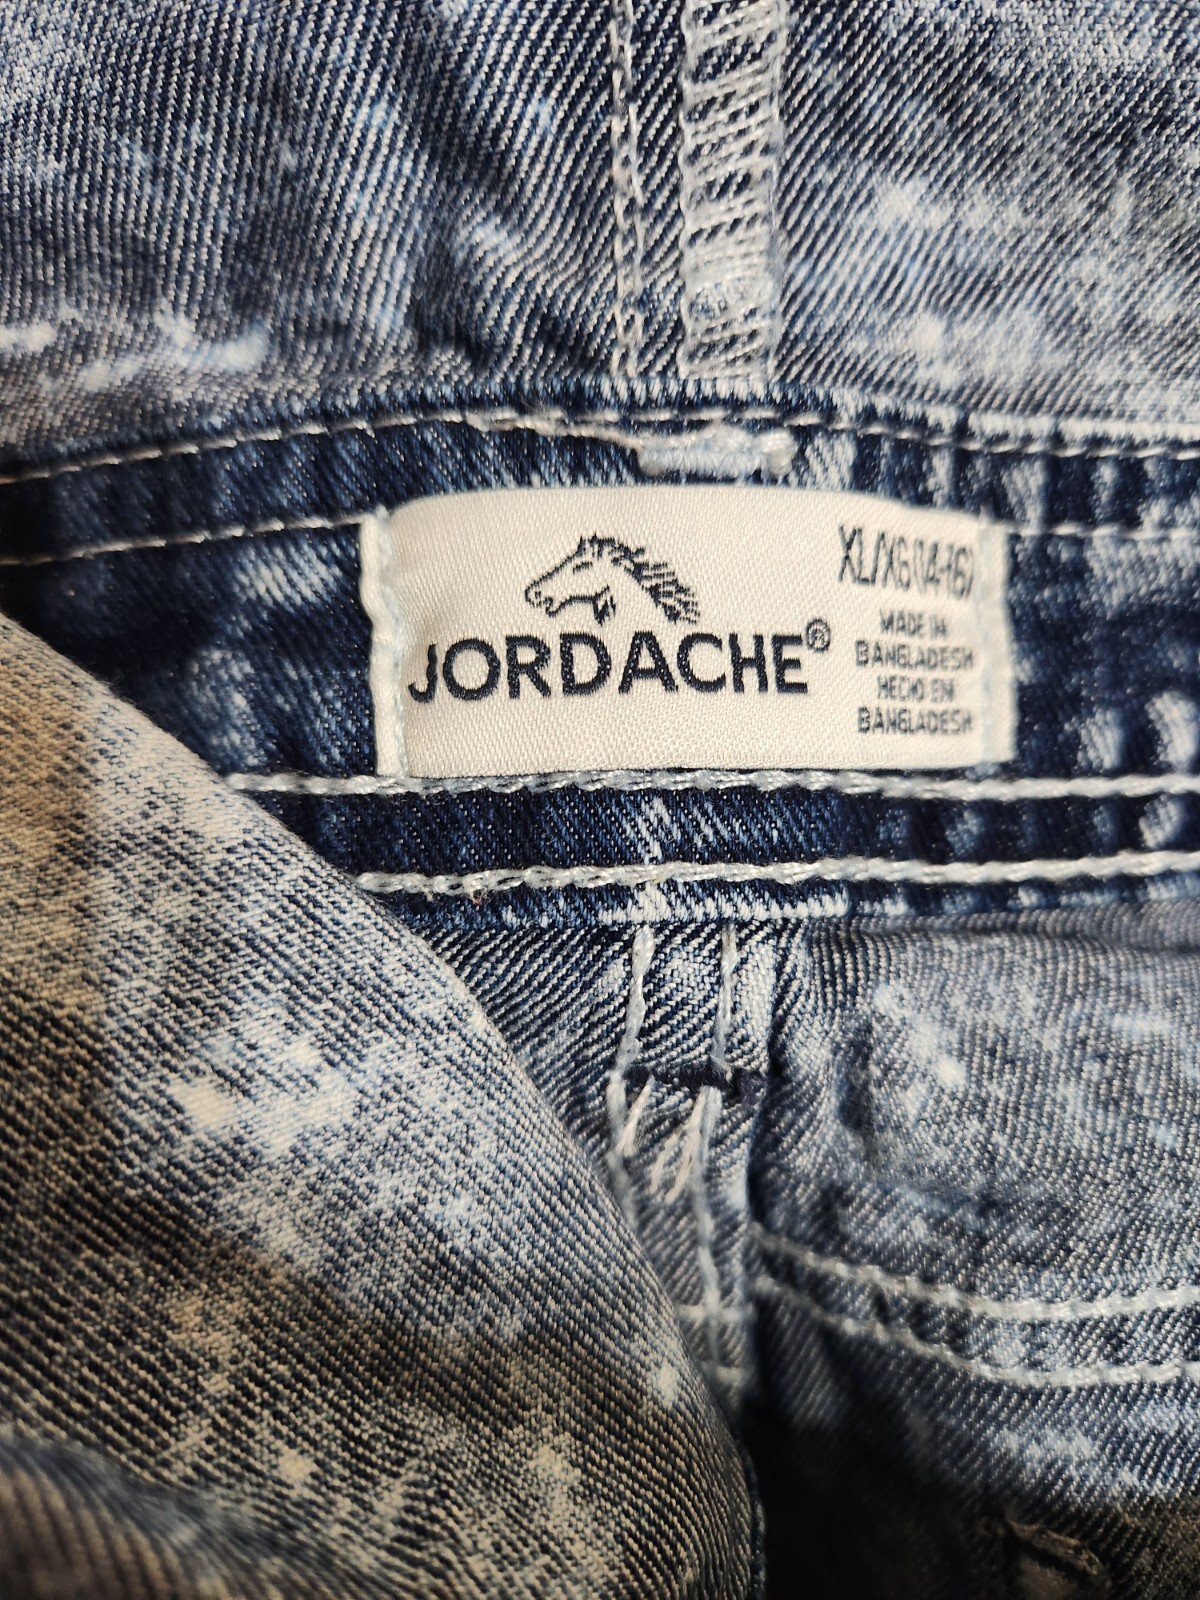 JORDACHE®
XL/XG (14-16)
MADE IN
BANGLADESH
HECHO EN
BANGLADESH